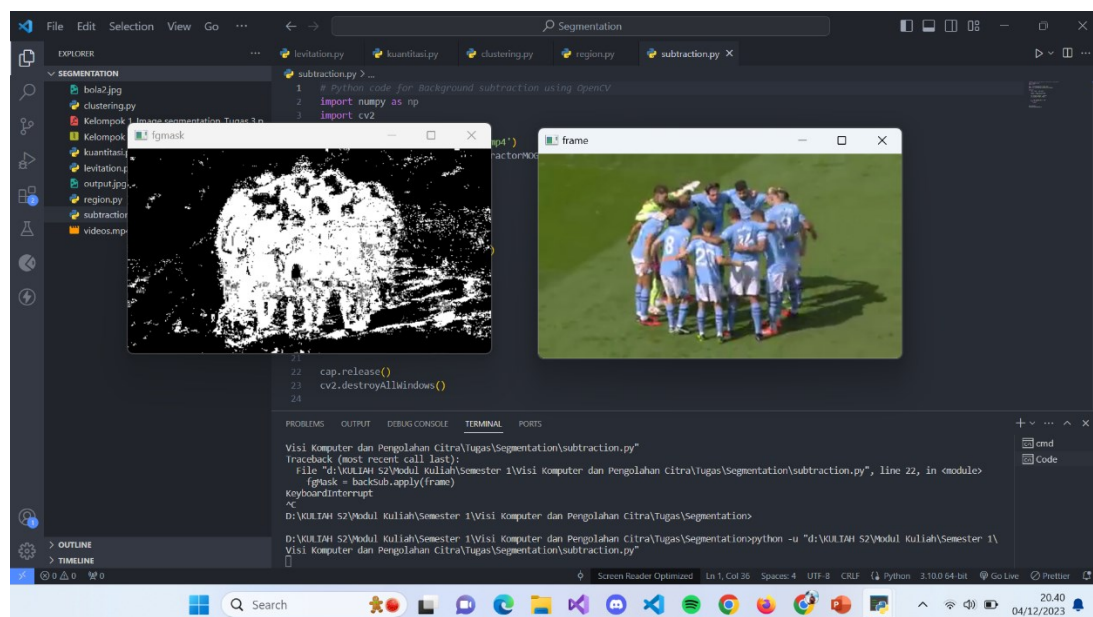 File Edit Selection View Go ··· Segmentation
EXPLORER ···
levitation.py kuantitasi.py clustering.py region.py subtraction.py
SEGMENTATION
bola2.jpg
clustering.py
Kelompok 1_Image segmentation_Tugas 3.p
Kelompok
kuantitasi.
levitation.p
output.jpg
region.py
subtraction
videos.mp
subtraction.py > ...
1 # Python code for Background subtraction using OpenCV
2 import numpy as np
3 import cv2
mp4')
ractorMOG
fgmask
frame
8 20 34
21
22 cap.release()
23 cv2.destroyAllWindows()
24
PROBLEMS OUTPUT DEBUG CONSOLE TERMINAL PORTS
cmd
Code
Visi Komputer dan Pengolahan Citra\Tugas\Segmentation\subtraction.py"
Traceback (most recent call last):
File "d:\KULIAH S2\Modul Kuliah\Semester 1\Visi Komputer dan Pengolahan Citra\Tugas\Segmentation\subtraction.py", line 22, in <module>
fgMask = backSub.apply(frame)
KeyboardInterrupt
^C
D:\KULIAH S2\Modul Kuliah\Semester 1\Visi Komputer dan Pengolahan Citra\Tugas\Segmentation>
D:\KULIAH S2\Modul Kuliah\Semester 1\Visi Komputer dan Pengolahan Citra\Tugas\Segmentation>python -u "d:\KULIAH S2\Modul Kuliah\Semester 1\
Visi Komputer dan Pengolahan Citra\Tugas\Segmentation\subtraction.py"
OUTLINE
TIMELINE
0 0 0 Screen Reader Optimized Ln 1, Col 36 Spaces: 4 UTF-8 CRLF Python 3.10.0 64-bit Go Live Prettier
Search
20.40
04/12/2023